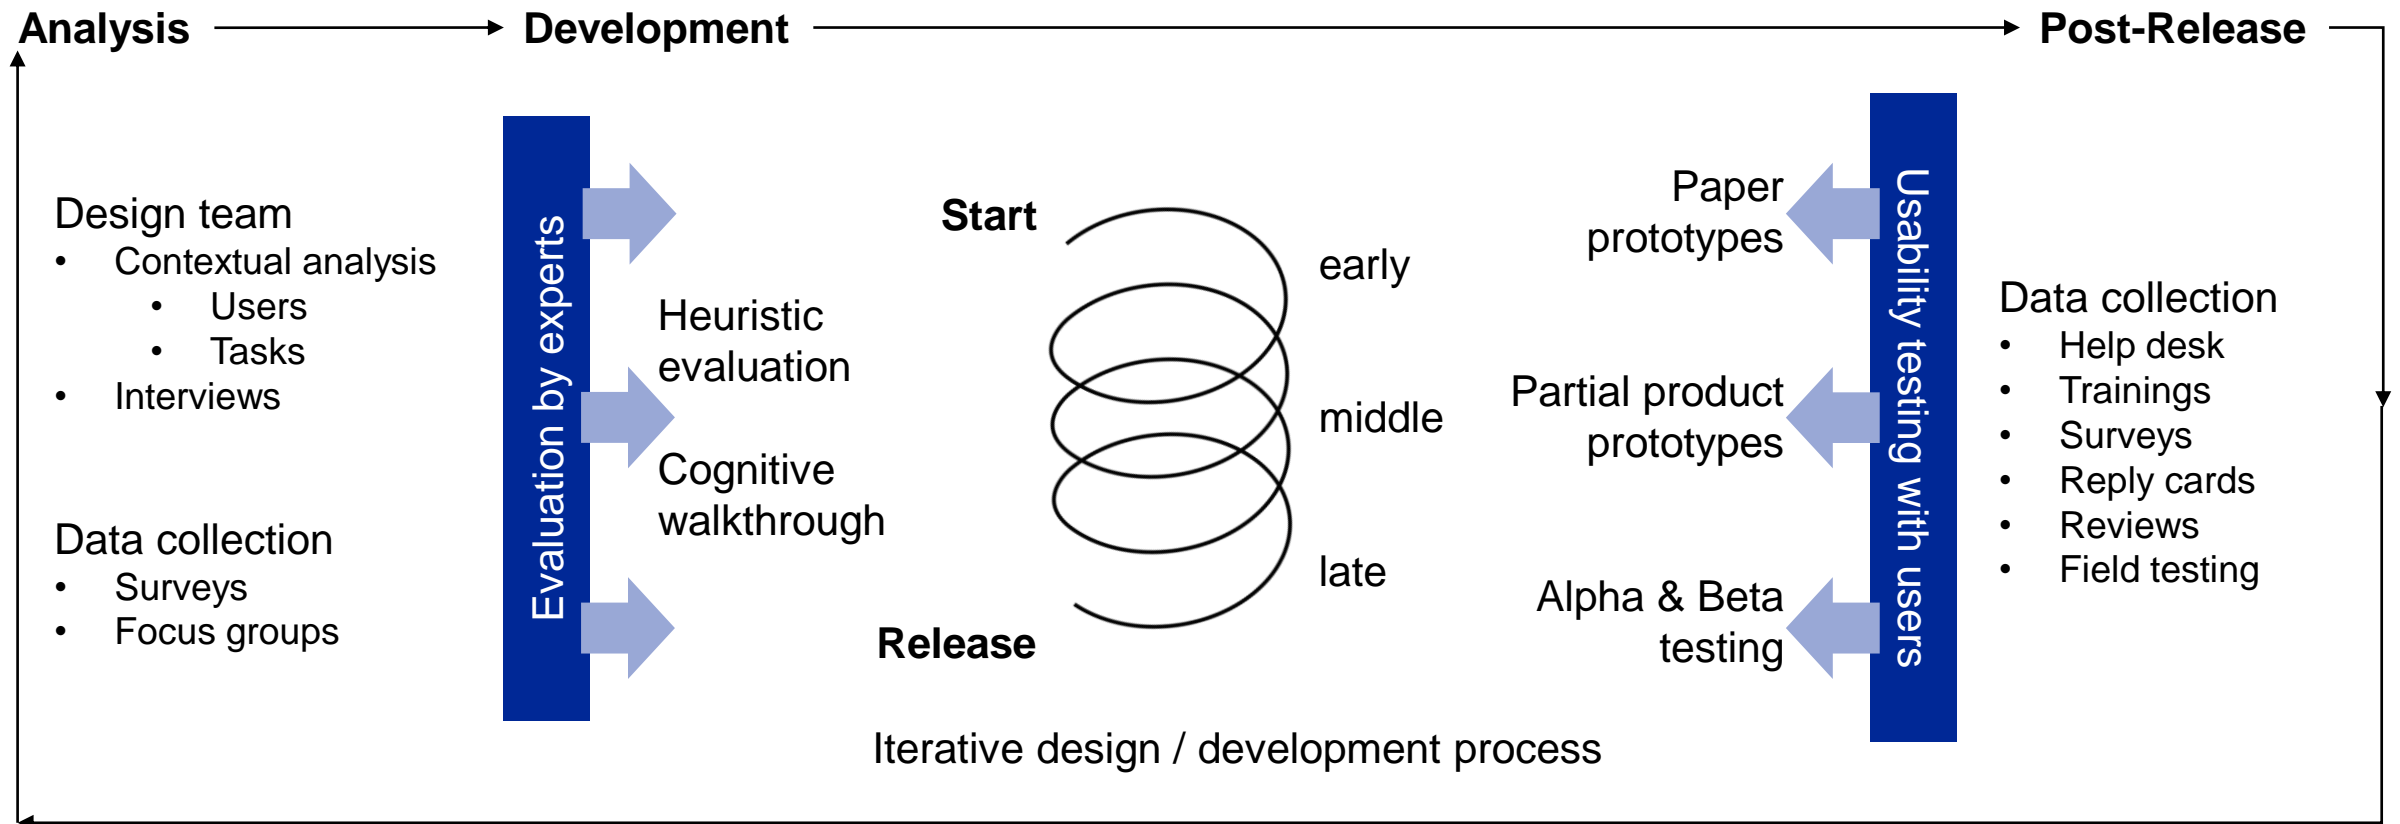 Analysis
Development
Post-Release
Design team
• Contextual analysis
• Users
• Tasks
• Interviews
Data collection
• Surveys
• Focus groups
Evaluation by experts
Heuristic
evaluation
Cognitive
walkthrough
Start
early
middle
late
Release
Iterative design / development process
Paper
prototypes
Partial product
prototypes
Alpha & Beta
testing
Usability testing with users
Data collection
• Help desk
• Trainings
• Surveys
• Reply cards
• Reviews
• Field testing